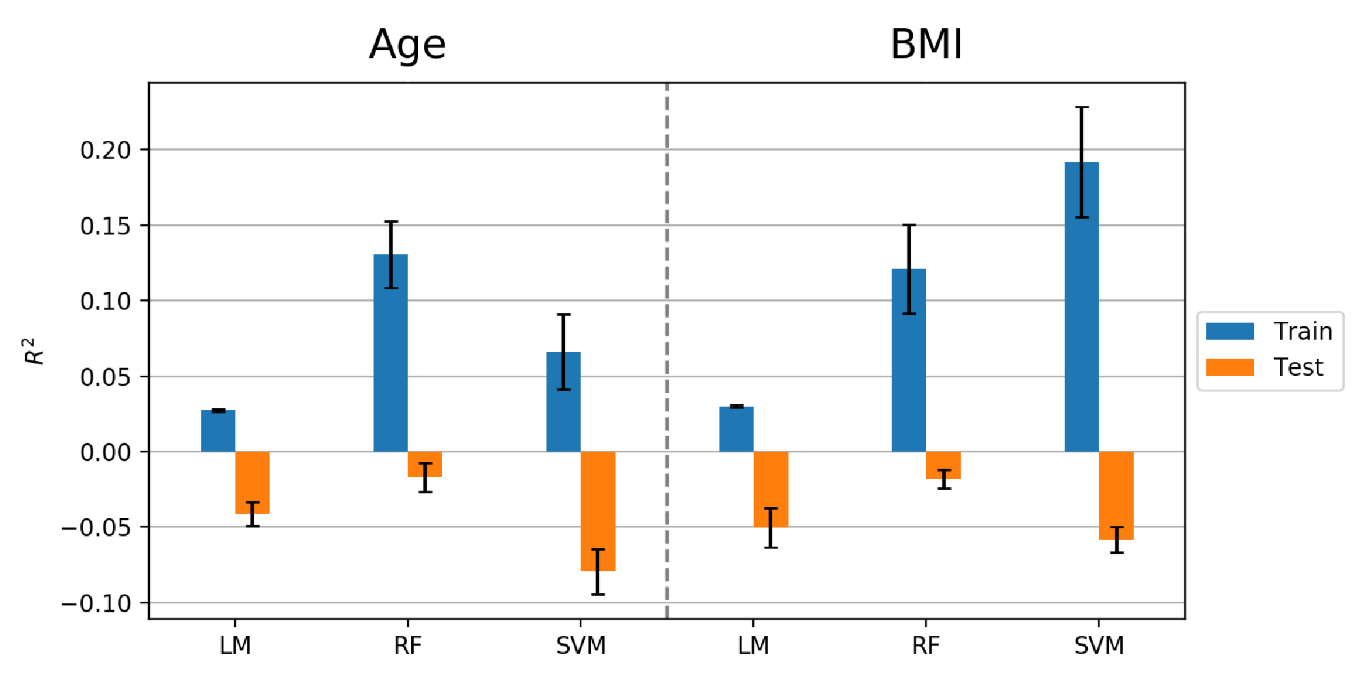 Age
BMI
0.20
0.15
0.10
0.05
0.00
−0.05
−0.10
R²
LM
RF
SVM
LM
RF
SVM
Train
Test